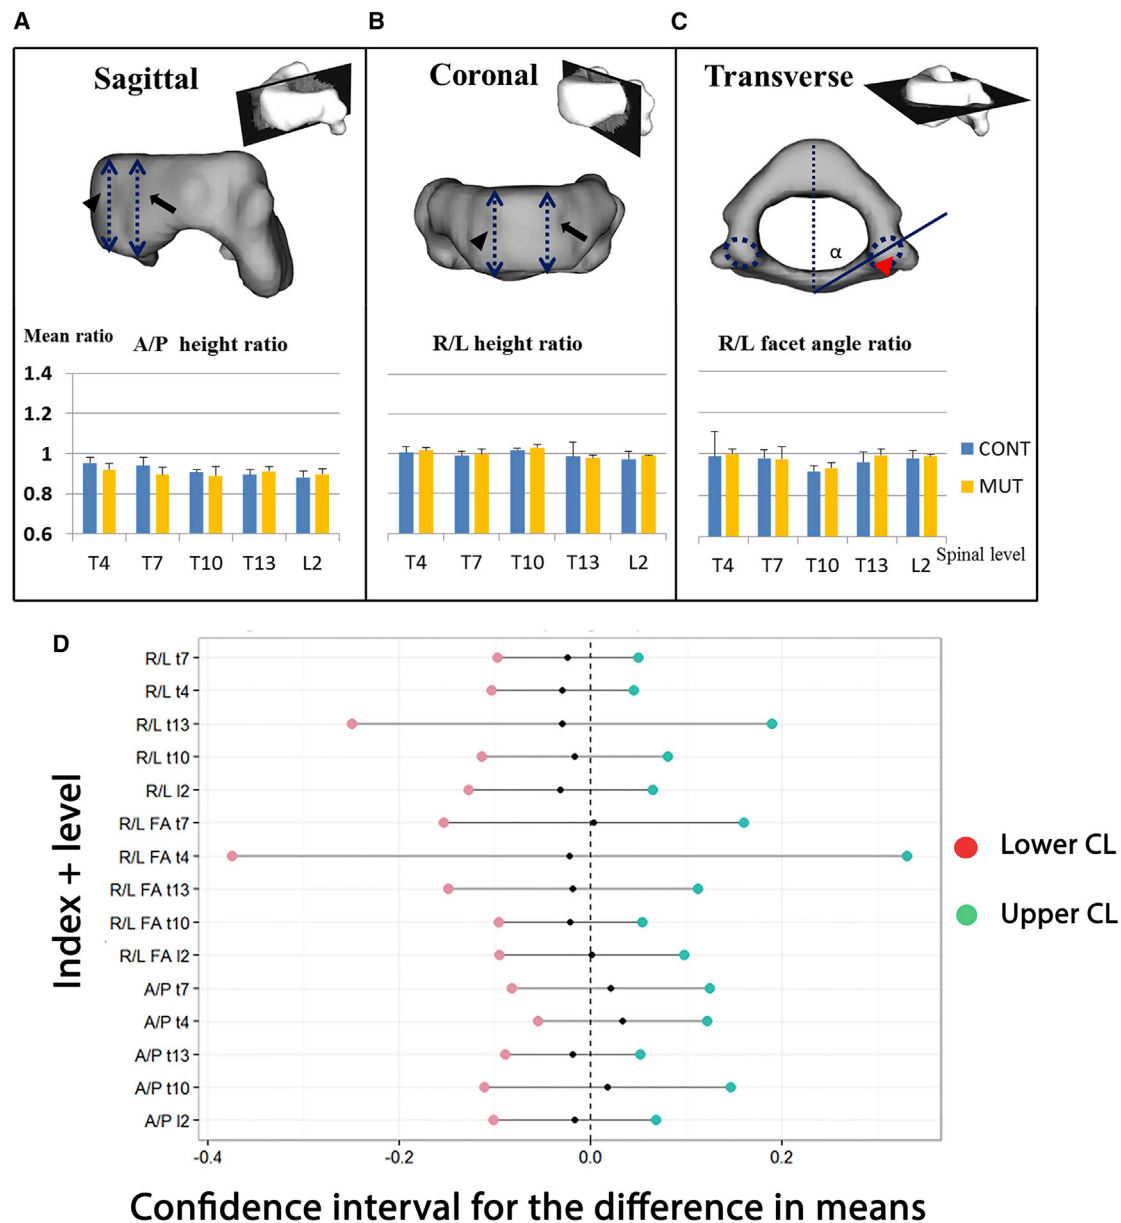 A
B
C
Sagittal
Coronal
Transverse
α
Mean ratio
A/P height ratio
R/L height ratio
R/L facet angle ratio
1.4
1.2
1
0.8
0.6
CONT
MUT
T4 T7 T10 T13 L2
T4 T7 T10 T13 L2
T4 T7 T10 T13 L2
Spinal level
D
R/L t7
R/L t4
R/L t13
R/L t10
R/L l2
R/L FA t7
R/L FA t4
R/L FA t13
R/L FA t10
R/L FA l2
A/P t7
A/P t4
A/P t13
A/P t10
A/P l2
Index + level
Lower CL
Upper CL
-0.4 -0.2 0.0 0.2
Confidence interval for the difference in means